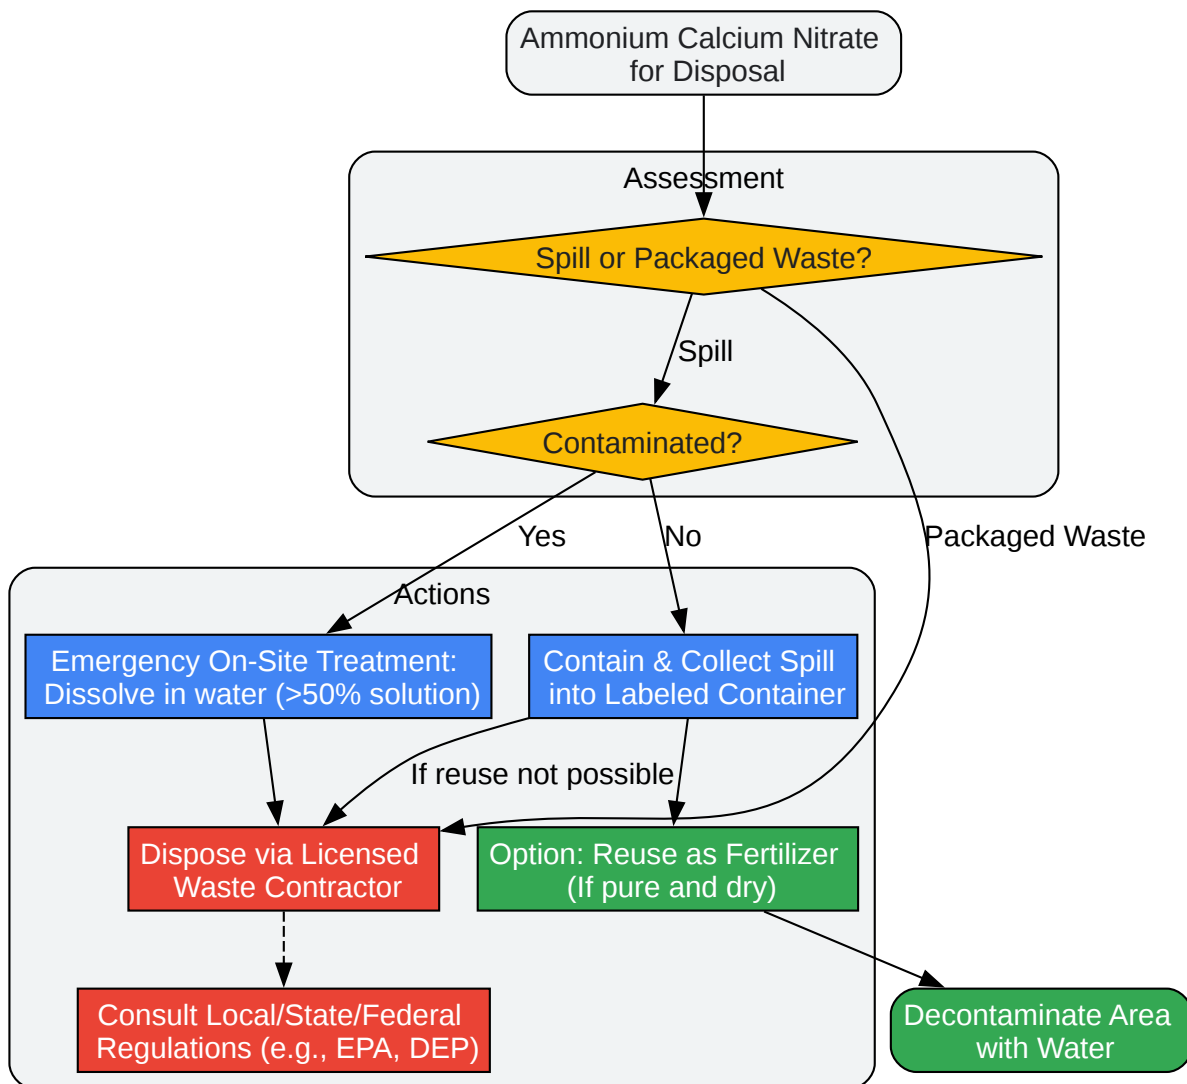 Ammonium Calcium Nitrate
for Disposal
Assessment
Spill or Packaged Waste?
Spill
Contaminated?
Yes
No
Packaged Waste
Actions
Emergency On-Site Treatment:
Dissolve in water (>50% solution)
Contain & Collect Spill
into Labeled Container
If reuse not possible
Dispose via Licensed
Waste Contractor
Option: Reuse as Fertilizer
(If pure and dry)
Consult Local/State/Federal
Regulations (e.g., EPA, DEP)
Decontaminate Area
with Water